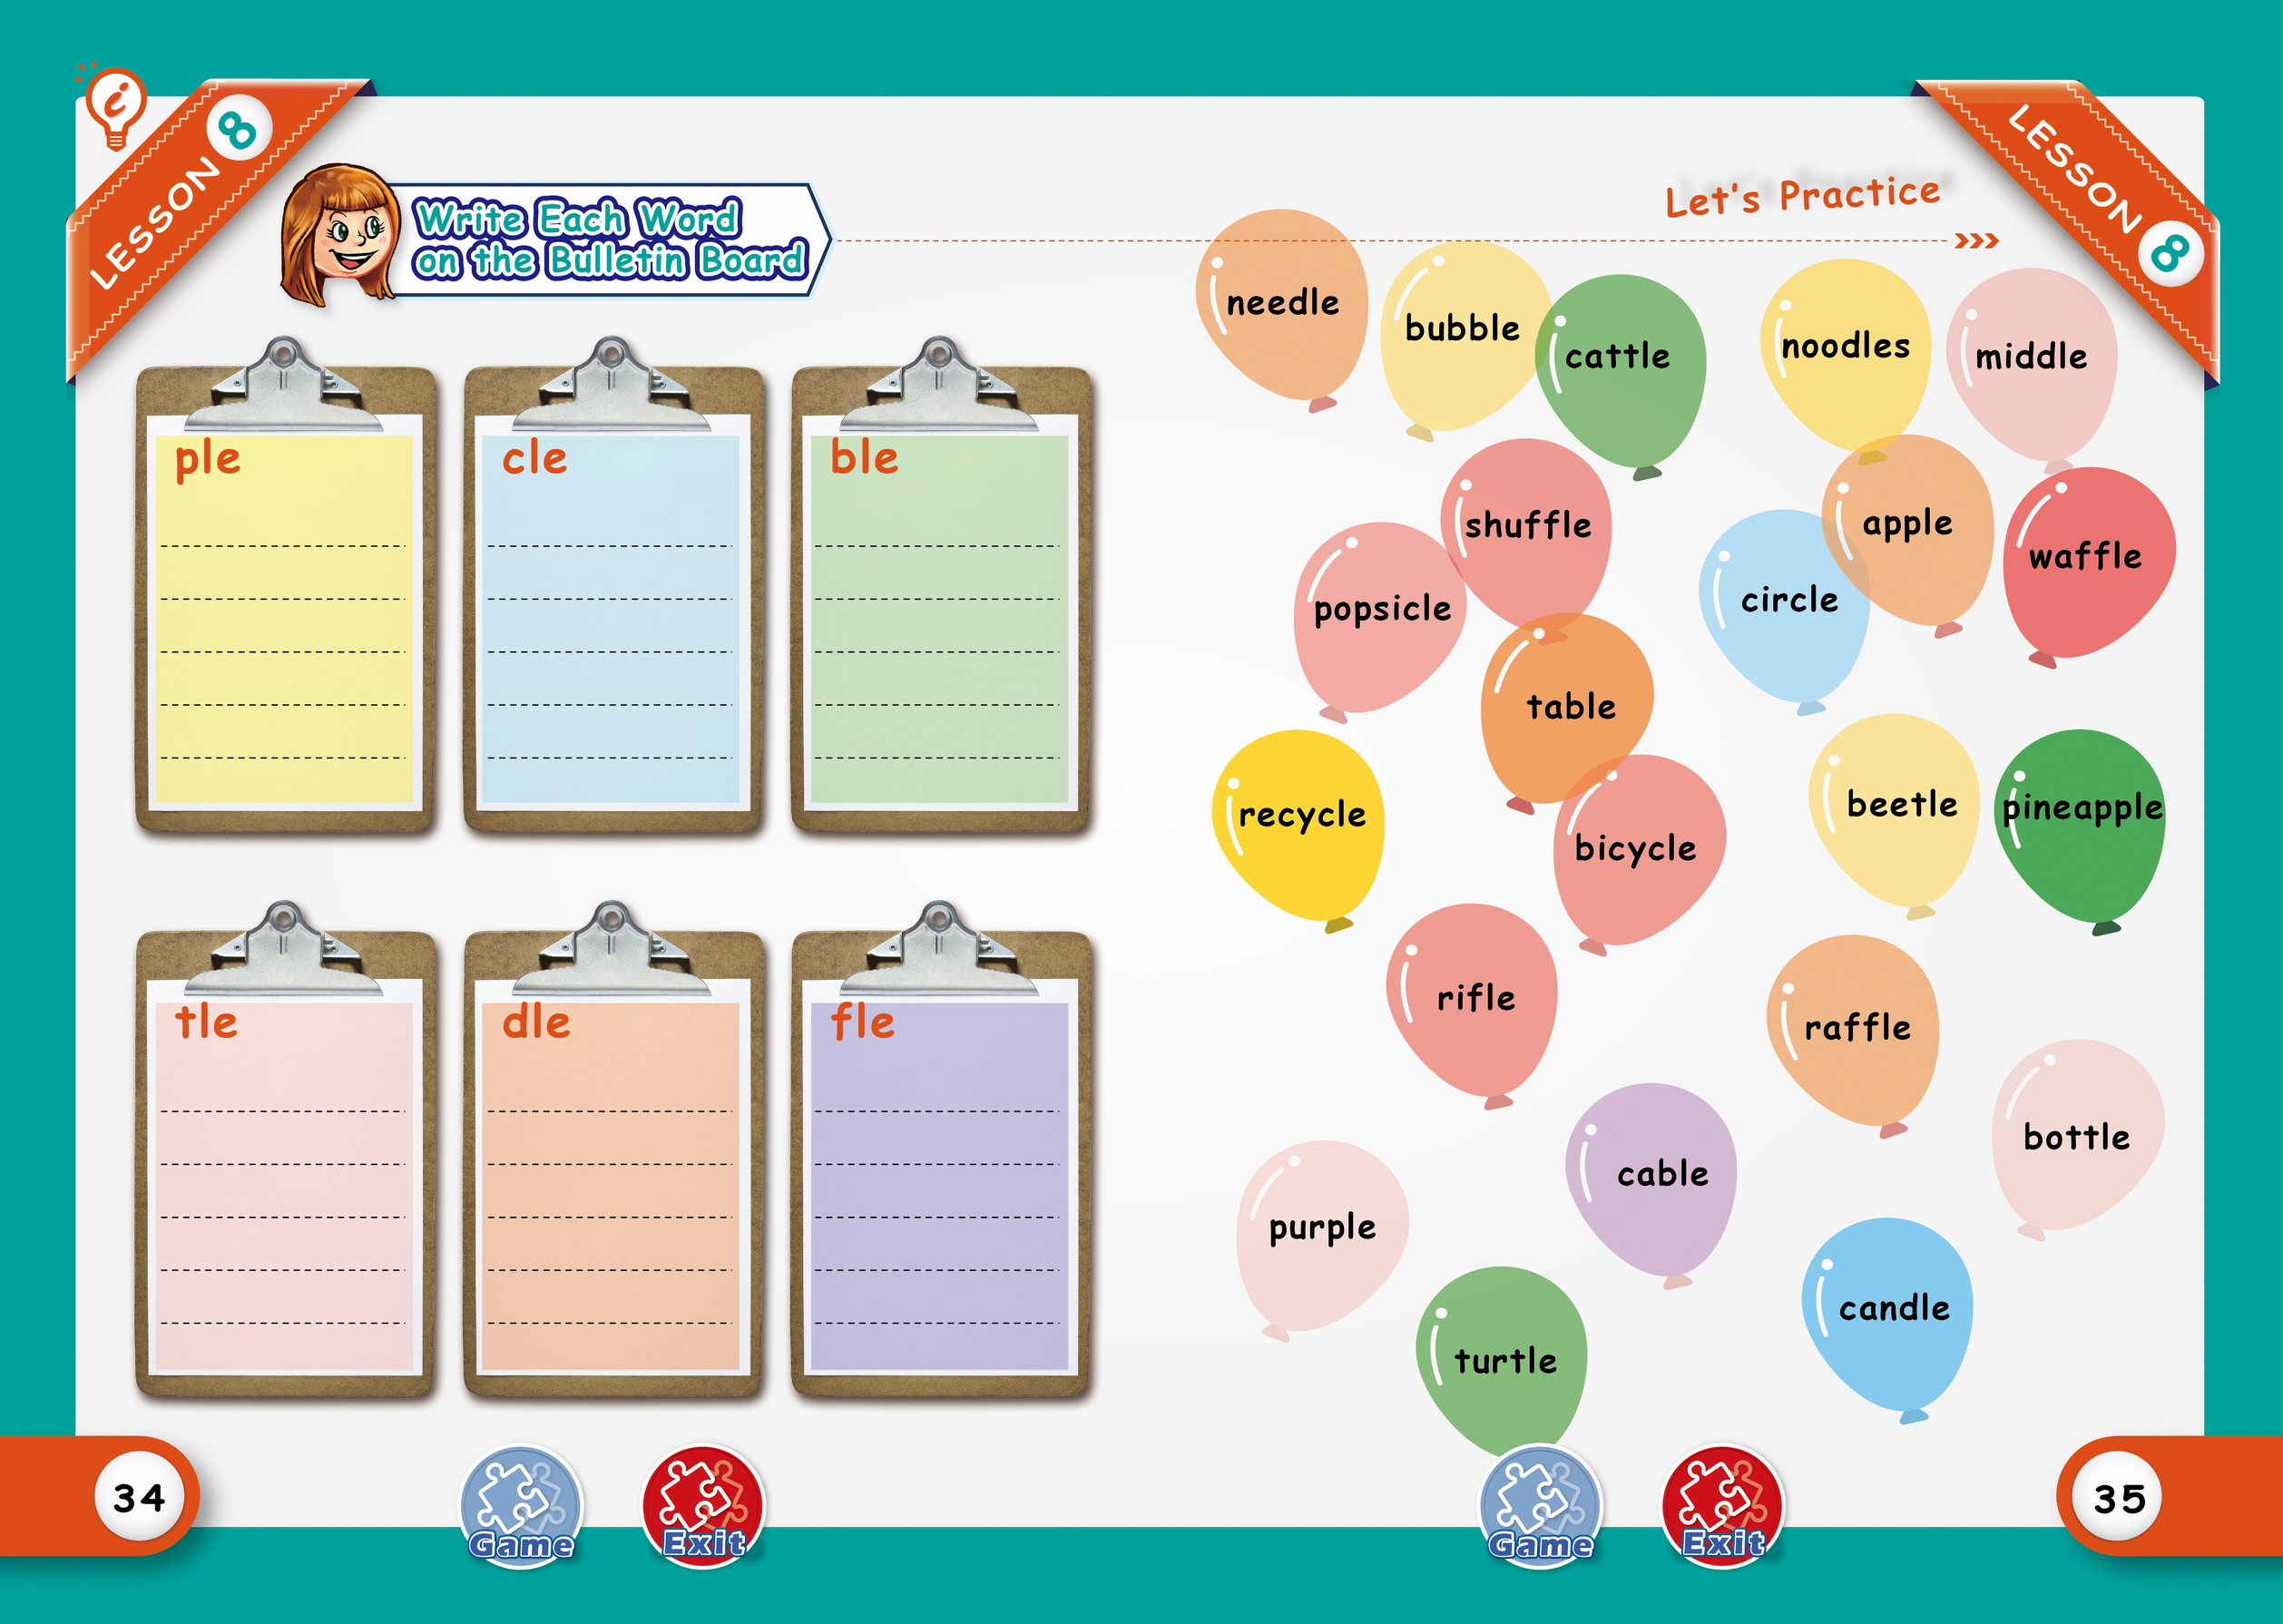 LESSON 8
Write Each Word
on the Bulletin Board
ple
cle
ble
tle
dle
fle
34
Game
Exit
LESSON 8
Let's Practice
needle
bubble
cattle
noodles
middle
shuffle
apple
waffle
popsicle
circle
table
recycle
bicycle
beetle
pineapple
rifle
raffle
bottle
cable
purple
candle
turtle
Game
Exit
35